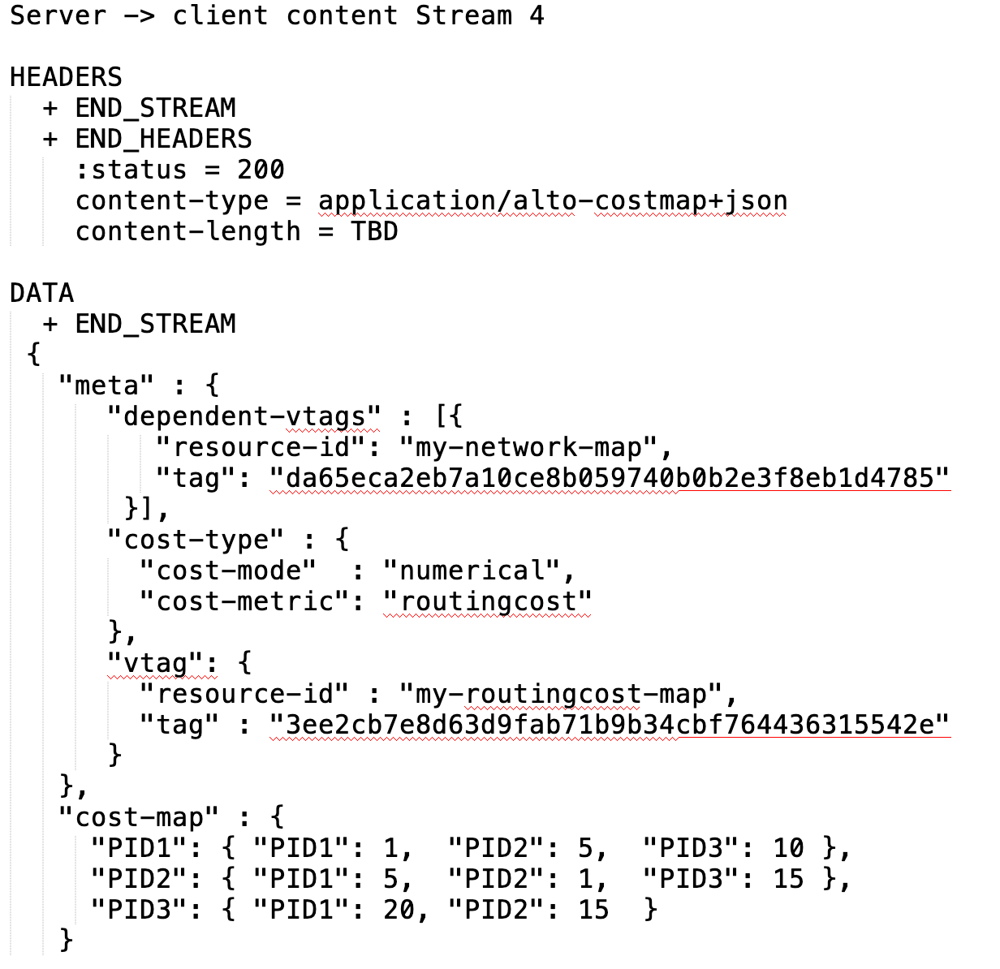 Server -> client content Stream 4

HEADERS
  + END_STREAM
  + END_HEADERS
    :status = 200
    content-type = application/alto-costmap+json
    content-length = TBD

DATA
  + END_STREAM
 {
   "meta" : {
      "dependent-vtags" : [{
         "resource-id": "my-network-map",
         "tag": "da65eca2eb7a10ce8b059740b0b2e3f8eb1d4785"
       }],
      "cost-type" : {
        "cost-mode"  : "numerical",
        "cost-metric": "routingcost"
      },
      "vtag": {
        "resource-id" : "my-routingcost-map",
        "tag" : "3ee2cb7e8d63d9fab71b9b34cbf764436315542e"
      }
   },
   "cost-map" : {
     "PID1": { "PID1": 1,  "PID2": 5,  "PID3": 10 },
     "PID2": { "PID1": 5,  "PID2": 1,  "PID3": 15 },
     "PID3": { "PID1": 20, "PID2": 15  }
   }